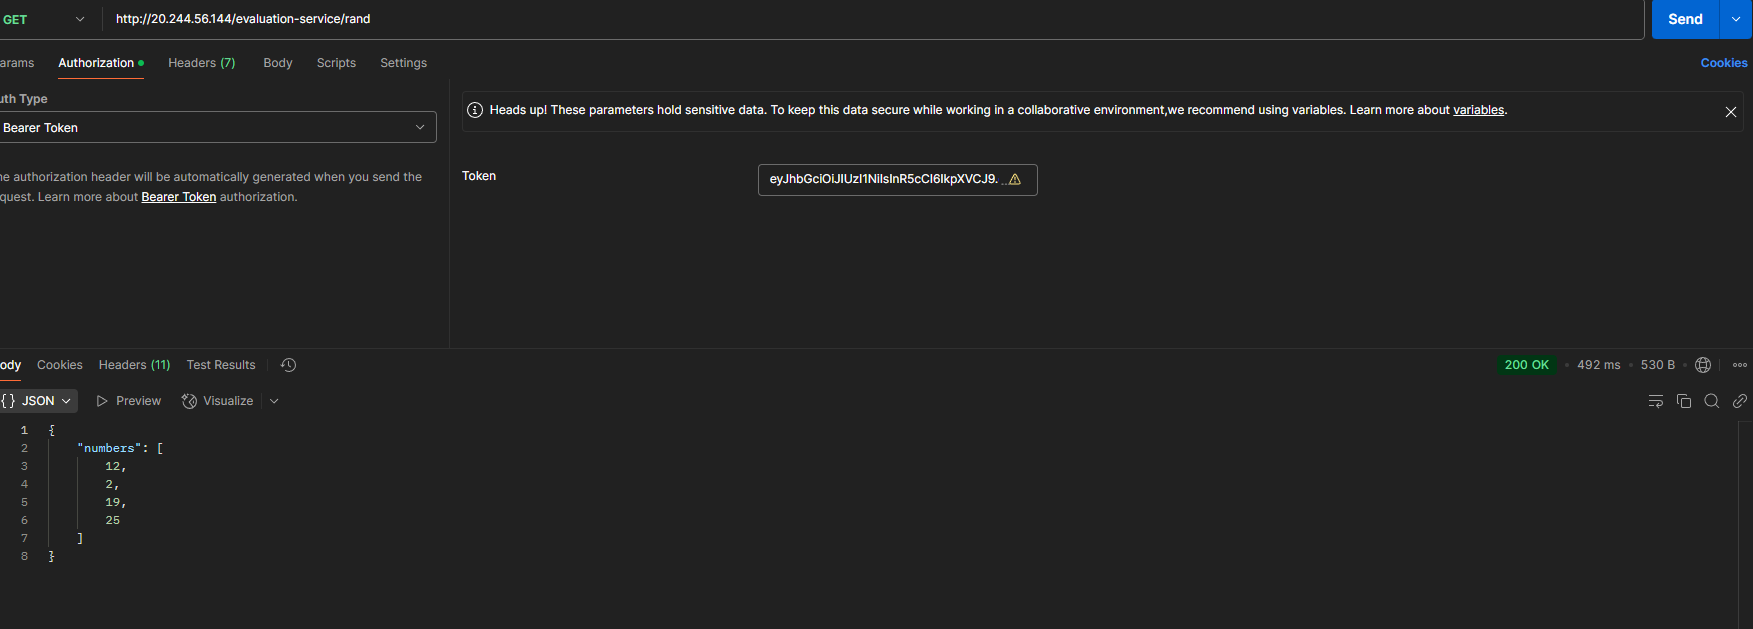 GET http://20.244.56.144/evaluation-service/rand Send
arams Authorization Headers (7) Body Scripts Settings Cookies
uth Type
Bearer Token
Heads up! These parameters hold sensitive data. To keep this data secure while working in a collaborative environment,we recommend using variables. Learn more about variables.
he authorization header will be automatically generated when you send the
quest. Learn more about Bearer Token authorization.
Token eyJhbGciOiJIUzI1NiIsInR5cCI6IkpXVCJ9. ...
ody Cookies Headers (11) Test Results 200 OK • 492 ms • 530 B
{} JSON Preview Visualize
1 {
2 "numbers": [
3 12,
4 2,
5 19,
6 25
7 ]
8 }